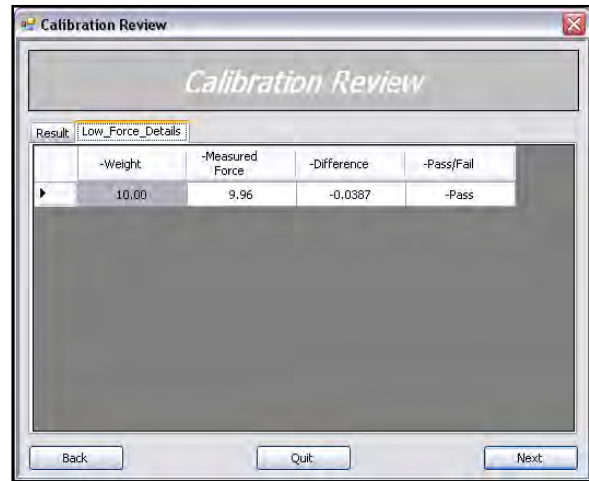 Calibration Review
Calibration Review
Result Low_Force_Details
-Weight -Measured Force -Difference -Pass/Fail
10.00 9.96 -0.0387 -Pass
Back Quit Next